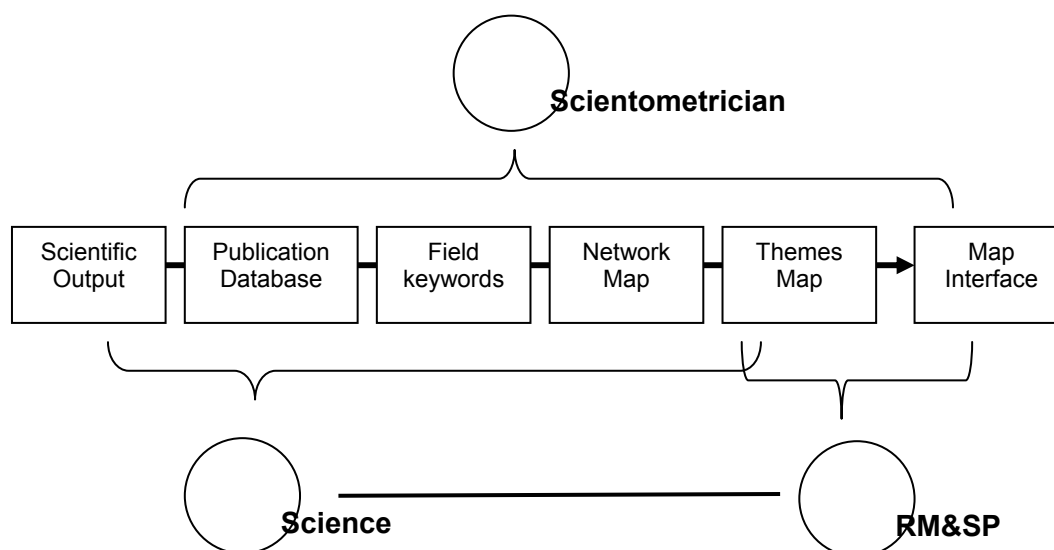 Scientometrician
Scientific
Output
Publication
Database
Field
keywords
Network
Map
Themes
Map
Map
Interface
Science
RM&SP